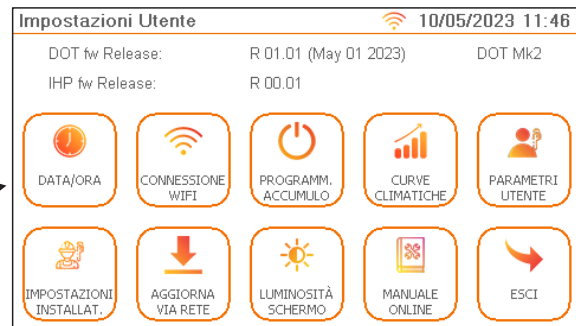 Impostazioni Utente 10/05/2023 11:46
DOT fw Release: R 01.01 (May 01 2023) DOT Mk2
IHP fw Release: R 00.01
DATA/ORA
CONNESSIONE
WIFI
PROGRAMM.
ACCUMULO
CURVE
CLIMATICHE
PARAMETRI
UTENTE
IMPOSTAZIONI
INSTALLAT.
AGGIORNA
VIA RETE
LUMINOSITÀ
SCHERMO
MANUALE
ONLINE
ESCI